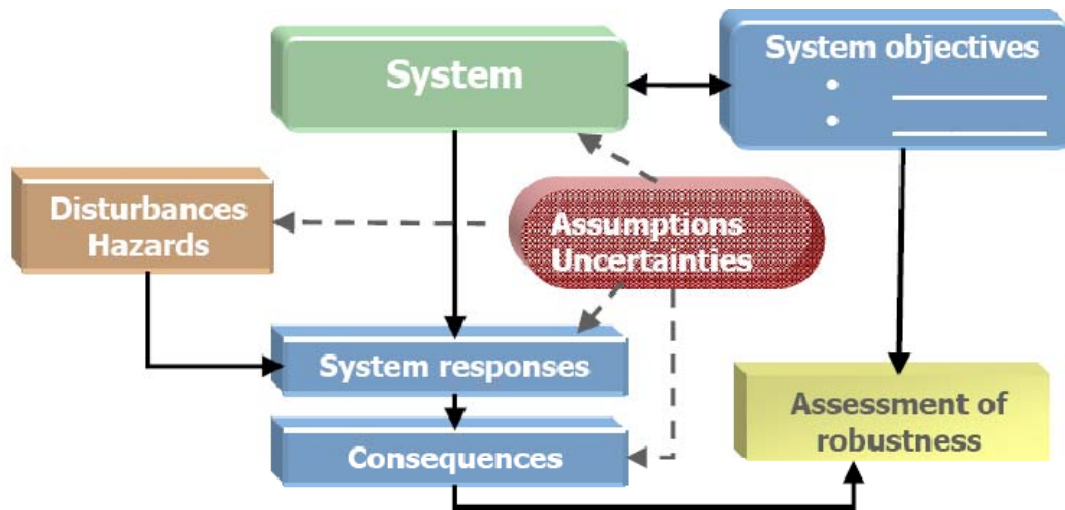 System
System objectives
•
•
Disturbances
Hazards
Assumptions
Uncertainties
System responses
Consequences
Assessment of
robustness